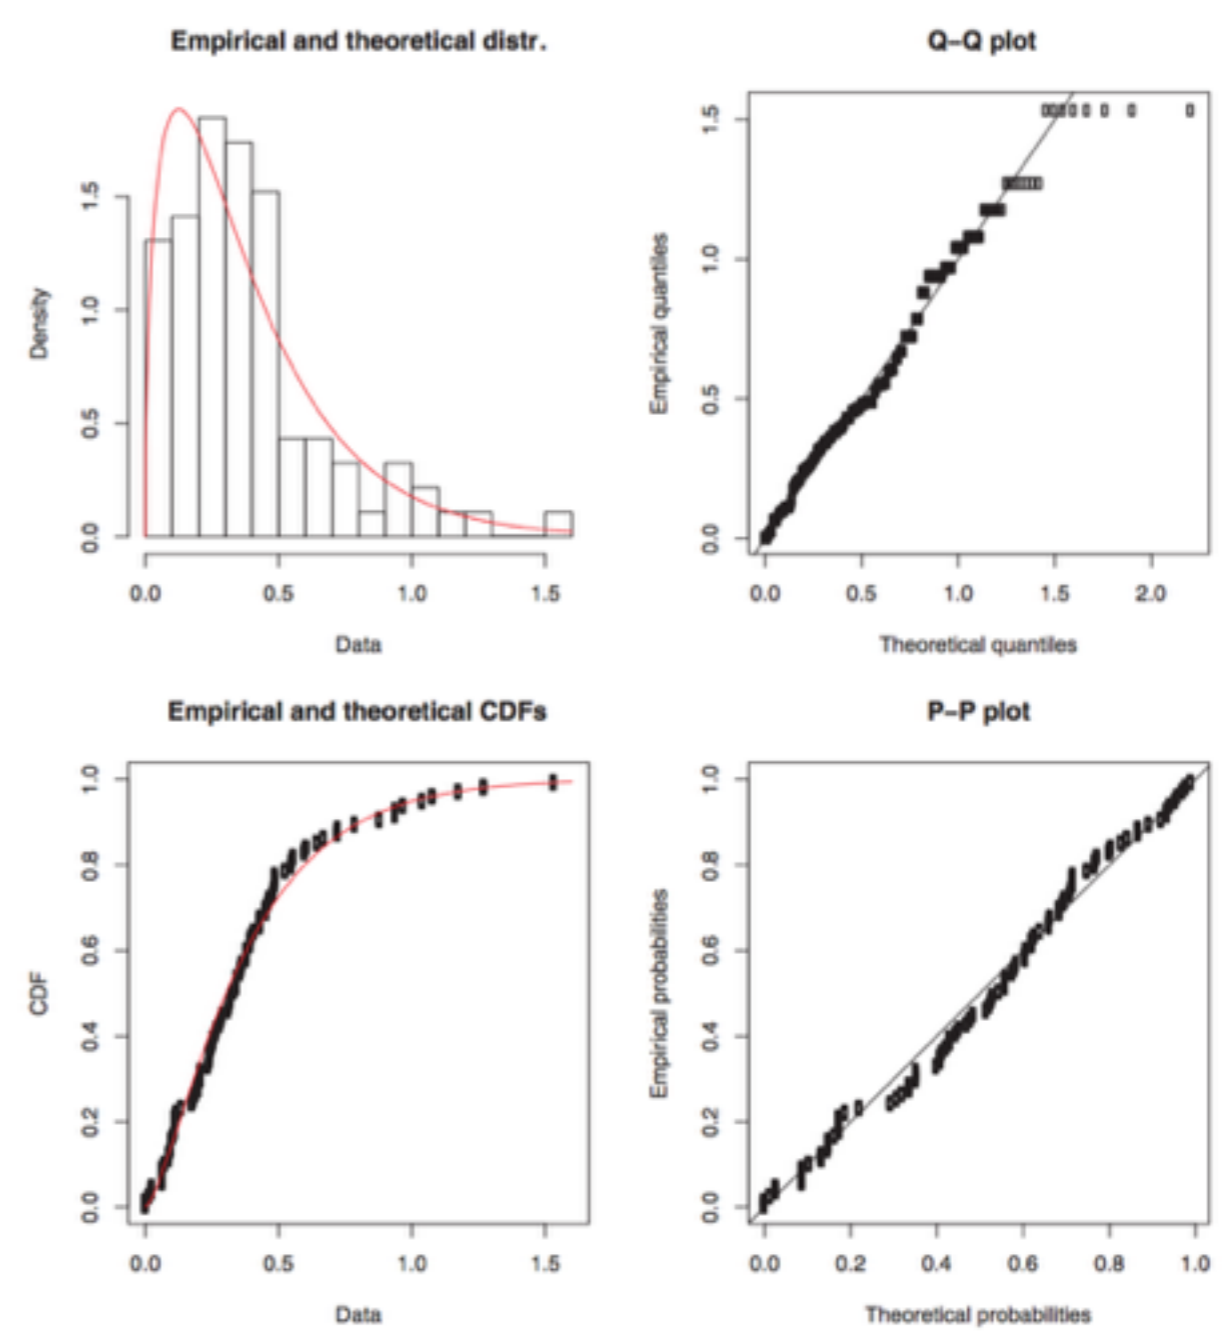 Empirical and theoretical distr.
Density
0.0 0.5 1.0 1.5
0.0 0.5 1.0 1.5
Data
Q–Q plot
Empirical quantiles
0.0 0.5 1.0 1.5
0.0 0.5 1.0 1.5 2.0
Theoretical quantiles
Empirical and theoretical CDFs
CDF
0.0 0.2 0.4 0.6 0.8 1.0
0.0 0.5 1.0 1.5
Data
P–P plot
Empirical probabilities
0.0 0.2 0.4 0.6 0.8 1.0
0.0 0.2 0.4 0.6 0.8 1.0
Theoretical probabilities